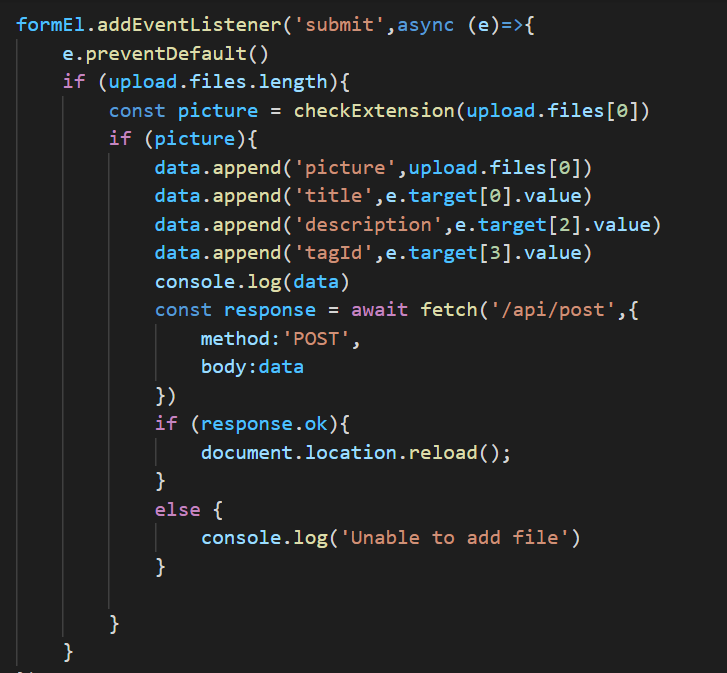 formEl.addEventListener('submit',async (e)=>{
    e.preventDefault()
    if (upload.files.length){
        const picture = checkExtension(upload.files[0])
        if (picture){
            data.append('picture',upload.files[0])
            data.append('title',e.target[0].value)
            data.append('description',e.target[2].value)
            data.append('tagId',e.target[3].value)
            console.log(data)
            const response = await fetch('/api/post',{
                method:'POST',
                body:data
            })
            if (response.ok){
                document.location.reload();
            }
            else {
                console.log('Unable to add file')
            }
        }
    }